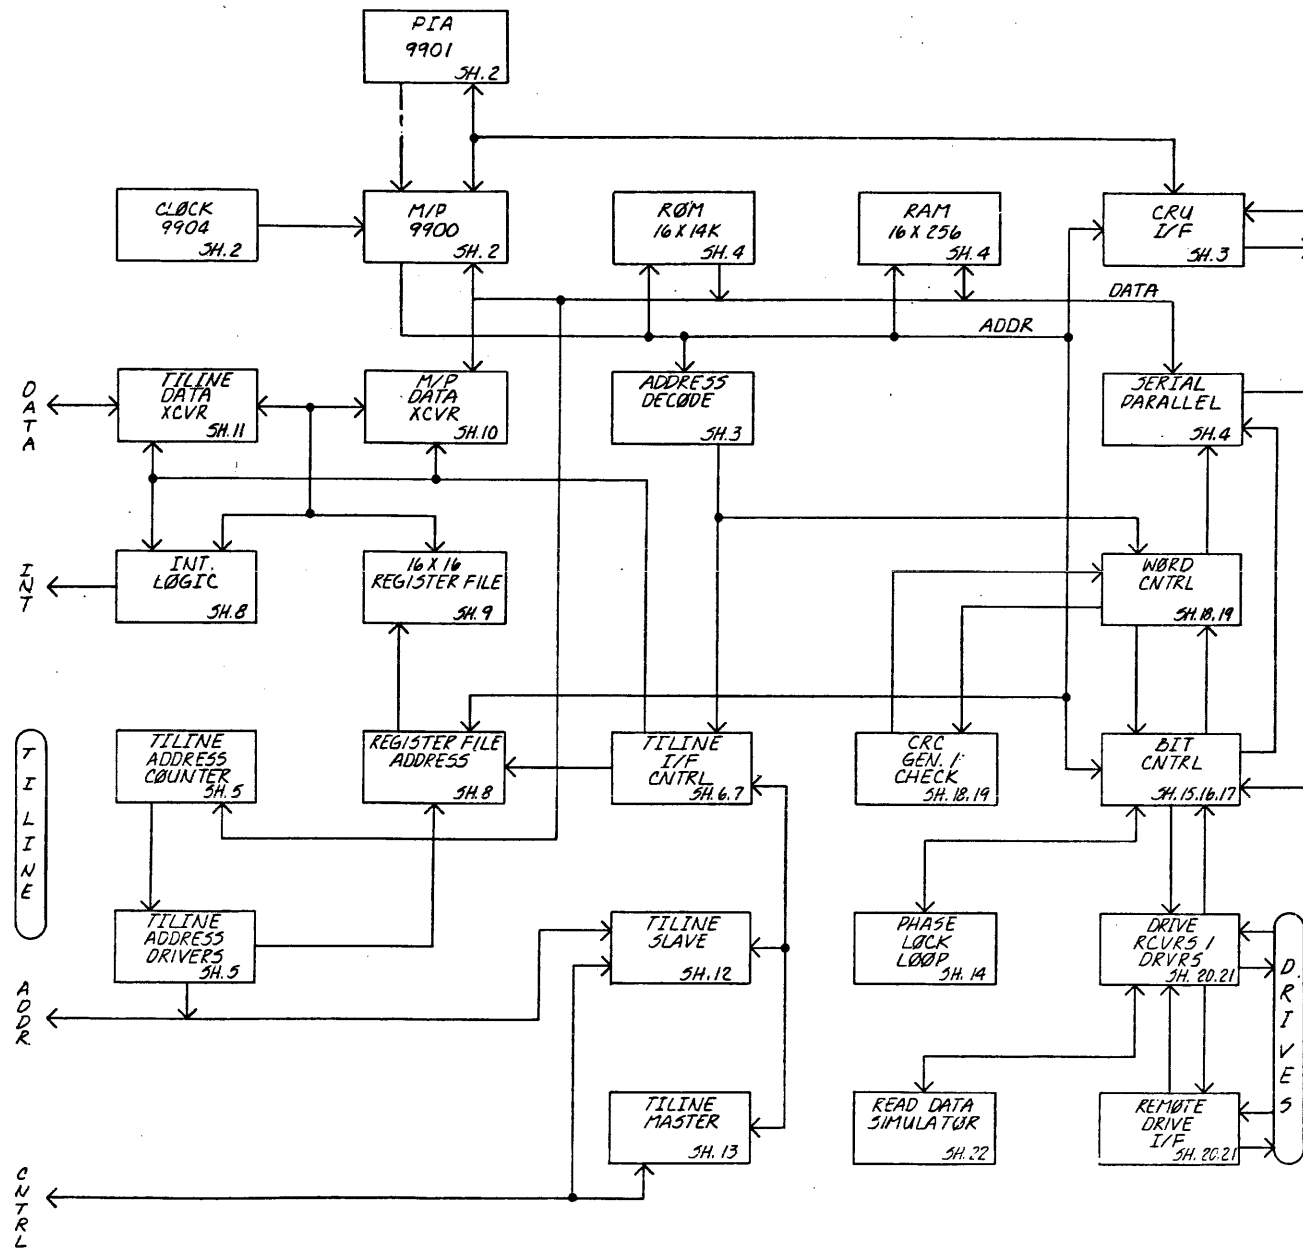 PIA
9901
SH.2
CLØCK
9904
SH.2
M/P
9900
SH.2
RØM
16 X 14K
SH.4
RAM
16 X 256
SH.4
CRU
I/F
SH.3
DATA
ADDR
DATA
TILINE
DATA
XCVR
SH.11
M/P
DATA
XCVR
SH.10
ADDRESS
DECØDE
SH.3
SERIAL
PARALLEL
SH.4
INT
INT.
LØGIC
SH.8
16 X 16
REGISTER FILE
SH.9
WØRD
CNTRL
SH.18,19
TILINE
TILINE
ADDRESS
CØUNTER
SH.5
REGISTER FILE
ADDRESS
SH.8
TILINE
I/F
CNTRL
SH.6,7
CRC
GEN. /
CHECK
SH.18,19
BIT
CNTRL
SH.15,16,17
TILINE
ADDRESS
DRIVERS
SH.5
TILINE
SLAVE
SH.12
PHASE
LØCK
LØØP
SH.14
DRIVE
RCVRS /
DRVRS
SH. 20,21
DRIVES
ADDR
TILINE
MASTER
SH.13
READ DATA
SIMULATØR
SH.22
REMØTE
DRIVE
I/F
SH.20,21
CNTRL